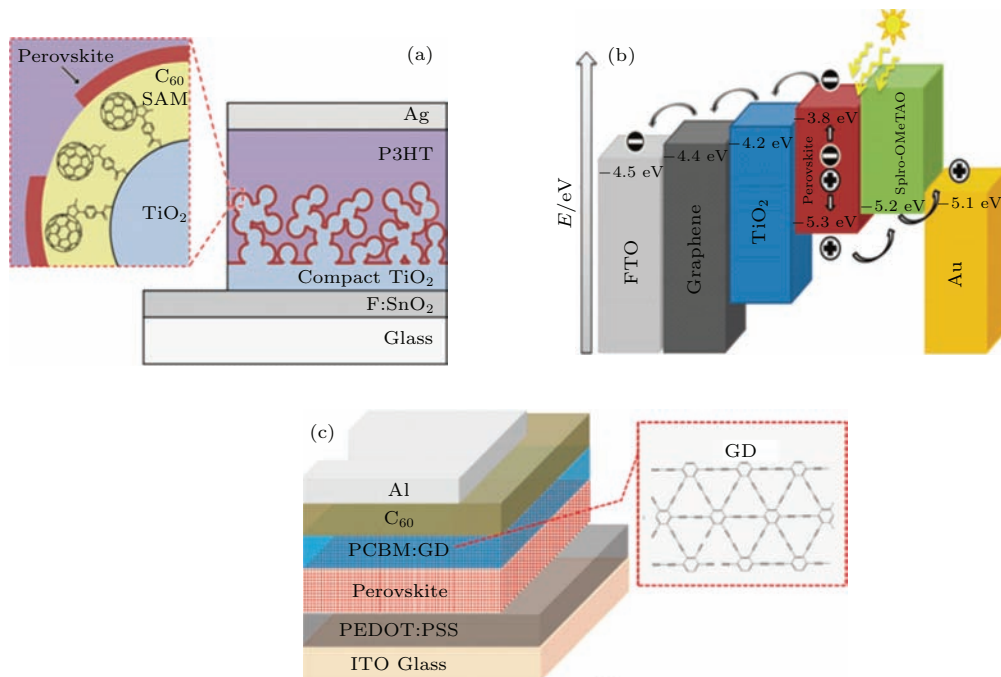 (a)
Perovskite
C60
SAM
TiO2
Ag
P3HT
Compact TiO2
F:SnO2
Glass
(b)
E/eV
-3.8 eV
-4.2 eV
-4.4 eV
-4.5 eV
-5.3 eV
-5.2 eV
-5.1 eV
FTO
Graphene
TiO2
Perovskite
Splro-OMeTAO
Au
(c)
Al
C60
PCBM:GD
Perovskite
PEDOT:PSS
ITO Glass
GD